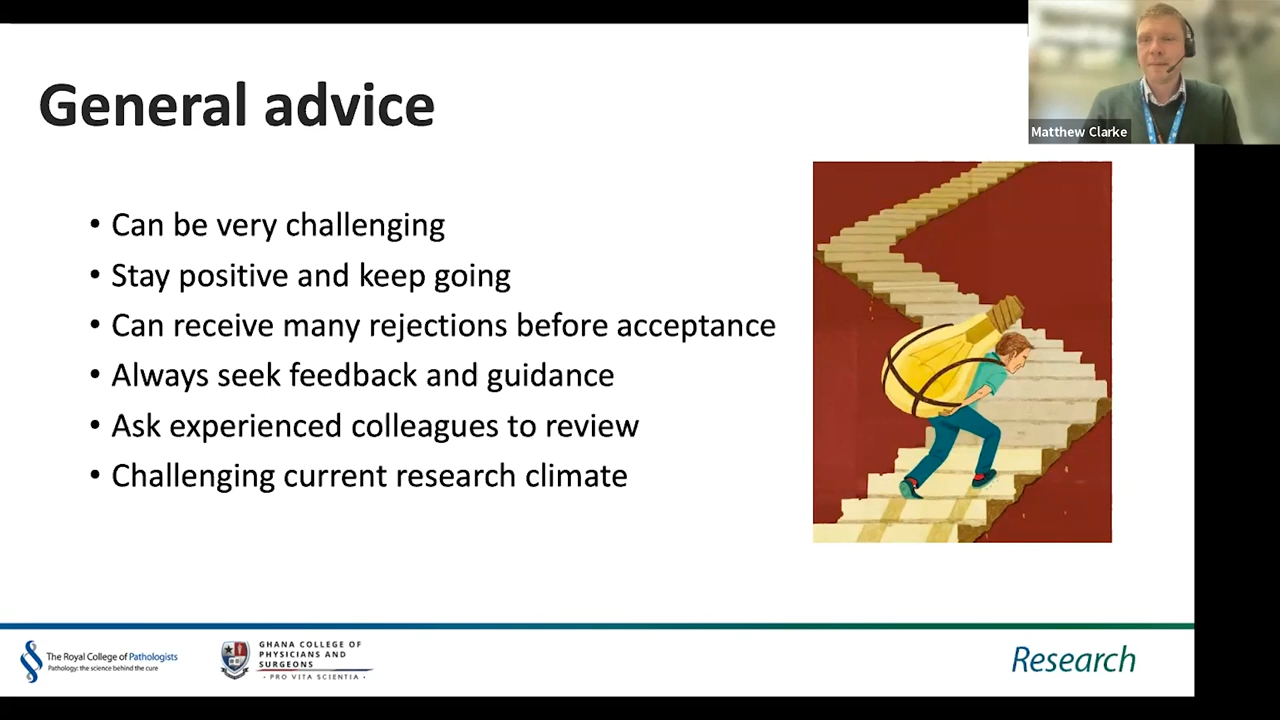 General advice
Matthew Clarke
• Can be very challenging
• Stay positive and keep going
• Can receive many rejections before acceptance
• Always seek feedback and guidance
• Ask experienced colleagues to review
• Challenging current research climate
The Royal College of Pathologists
Pathology: the science behind the cure
GHANA COLLEGE OF
PHYSICIANS AND
SURGEONS
• PRO VITA SCIENTIA •
Research